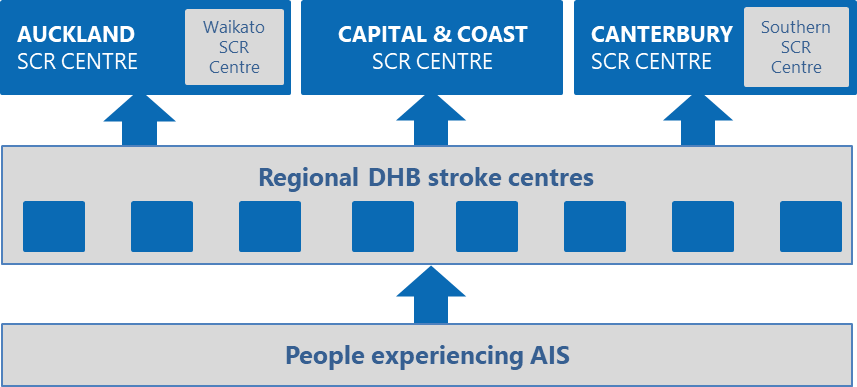 AUCKLAND
SCR CENTRE
Waikato
SCR
Centre
CAPITAL & COAST
SCR CENTRE
CANTERBURY
SCR CENTRE
Southern
SCR
Centre
Regional DHB stroke centres
People experiencing AIS